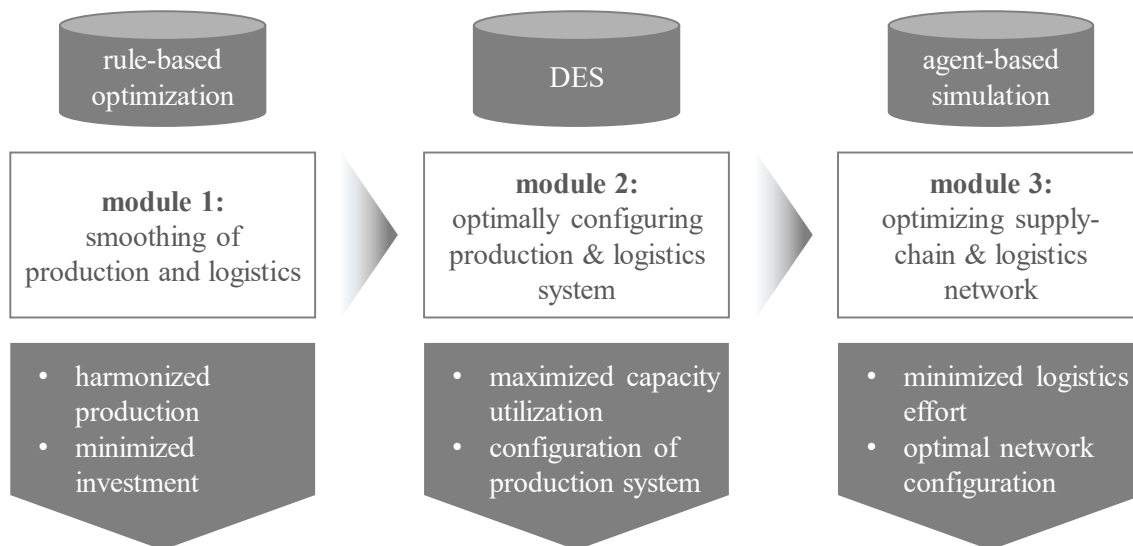 rule-based
optimization
DES
agent-based
simulation
module 1:
smoothing of
production and logistics
module 2:
optimally configuring
production & logistics
system
module 3:
optimizing supply-
chain & logistics
network
• harmonized
production
• minimized
investment
• maximized capacity
utilization
• configuration of
production system
• minimized logistics
effort
• optimal network
configuration